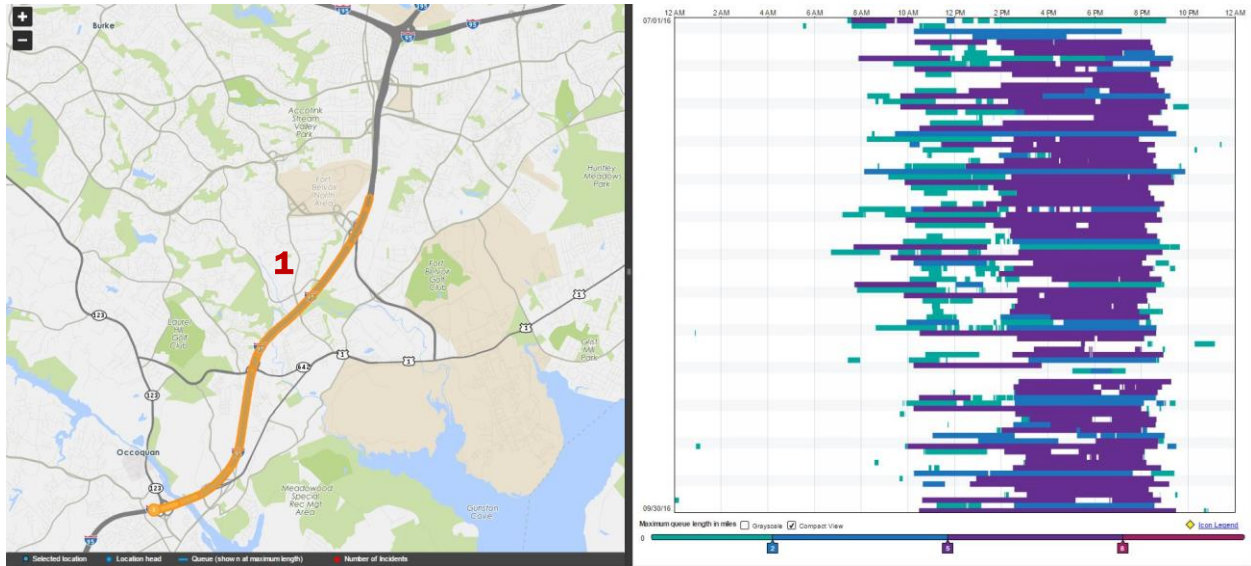 +
−
Burke
Accotink
Stream
Valley
Park
Fort
Belvoir
North
Area
Huntley
Meadows
Park
1
Fort
Belvoir
Golf
Club
Laurel
Hill
Golf
Club
123
1
642
1
1
1
Grist
Mill
Park
123
Occoquan
123
Meadowood
Special
Rec Mgt
Area
Gunston
Cove
95
Selected location
Location head
Queue (shown at maximum length)
Number of Incidents
12 AM 2 AM 4 AM 6 AM 8 AM 10 AM 12 PM 2 PM 4 PM 6 PM 8 PM 10 PM 12 AM
07/01/16
09/30/16
Maximum queue length in miles Grayscale Compact View Icon Legend
0 2 5 8